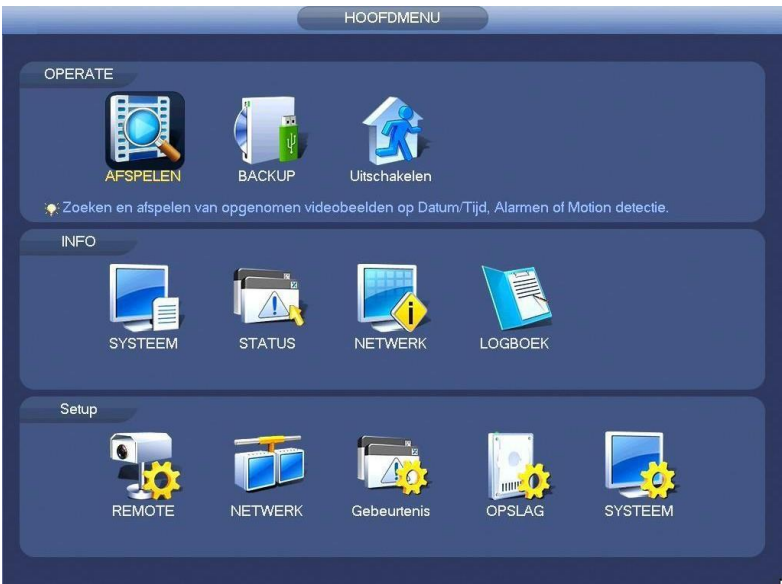 HOOFDMENU
OPERATE
AFSPELEN BACKUP Uitschakelen
Zoeken en afspelen van opgenomen videobeelden op Datum/Tijd, Alarmen of Motion detectie.
INFO
SYSTEEM STATUS NETWERK LOGBOEK
Setup
REMOTE NETWERK Gebeurtenis OPSLAG SYSTEEM